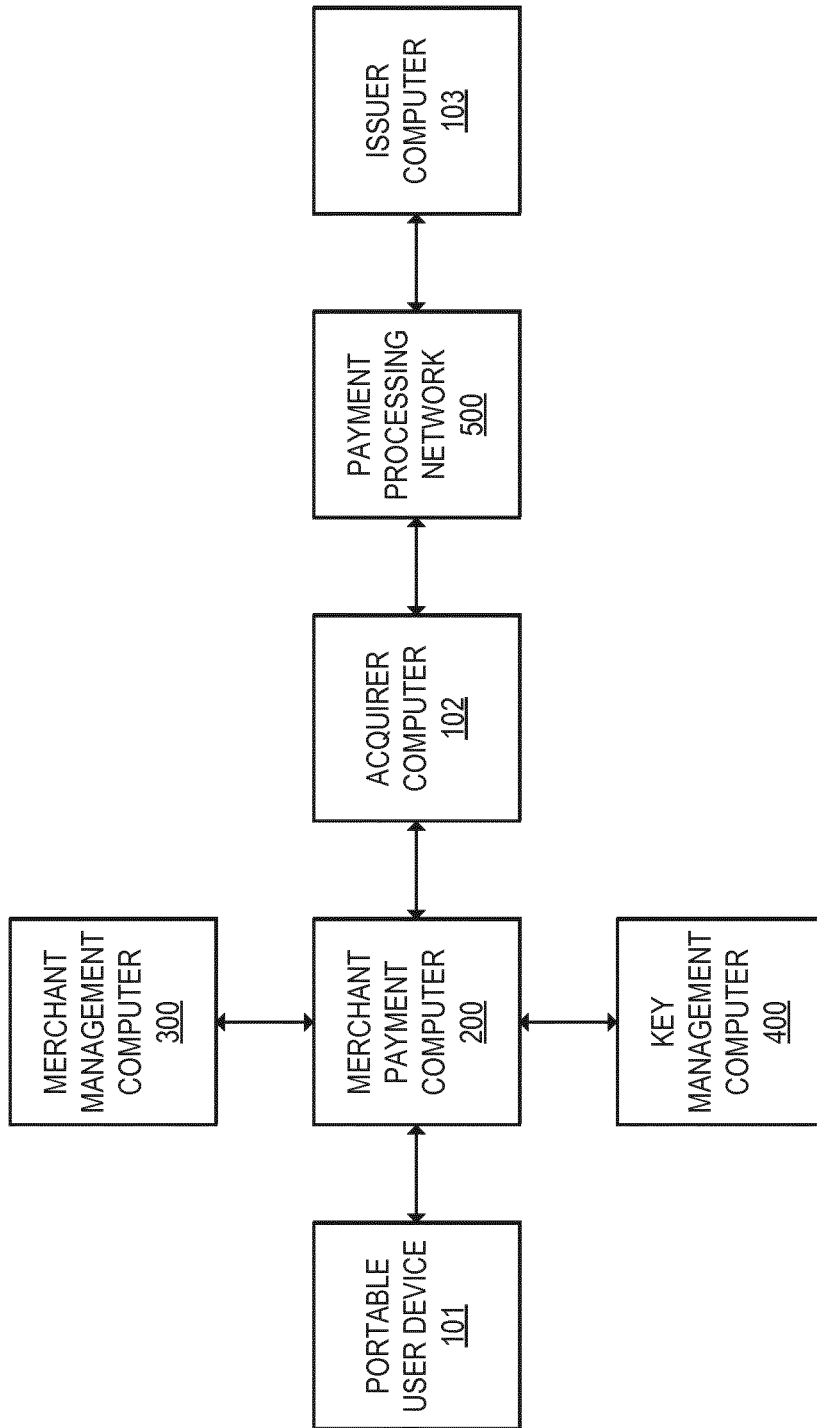 MERCHANT
MANAGEMENT
COMPUTER
300
PORTABLE
USER DEVICE
101
MERCHANT
PAYMENT
COMPUTER
200
ACQUIRER
COMPUTER
102
PAYMENT
PROCESSING
NETWORK
500
ISSUER
COMPUTER
103
KEY
MANAGEMENT
COMPUTER
400